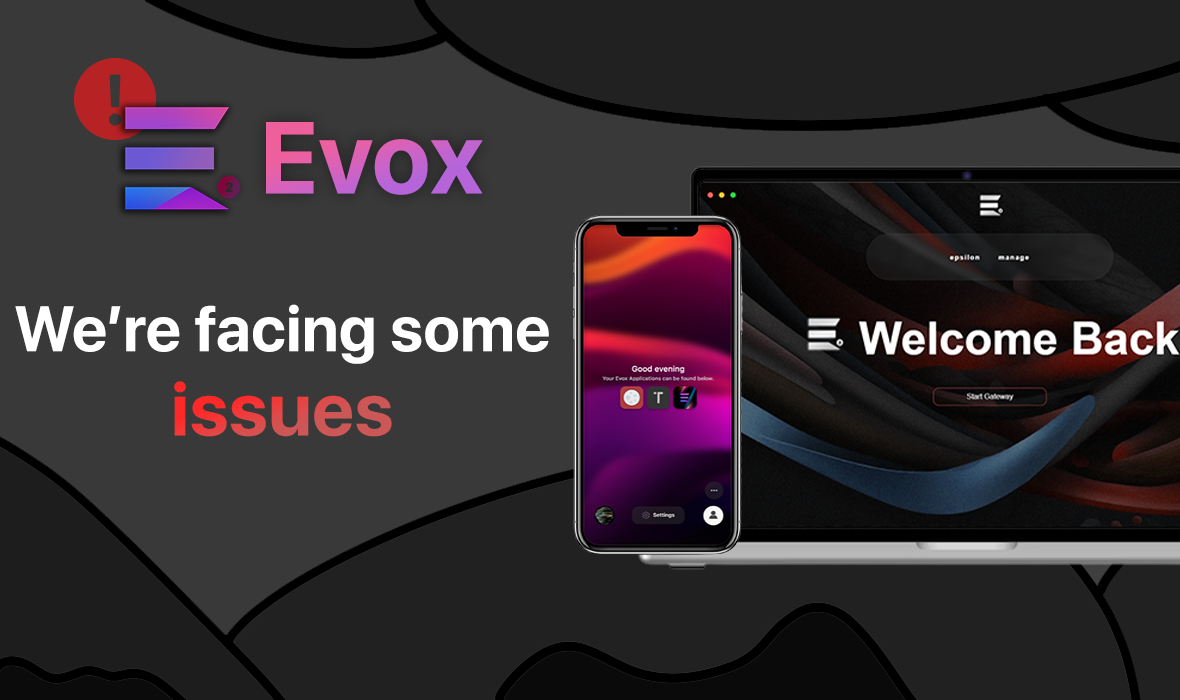 !
2
Evox
We’re facing some
issues
epsilon manage
Welcome Back
Start Gateway
Good evening
Your Evox Applications can be found below.
T
Settings